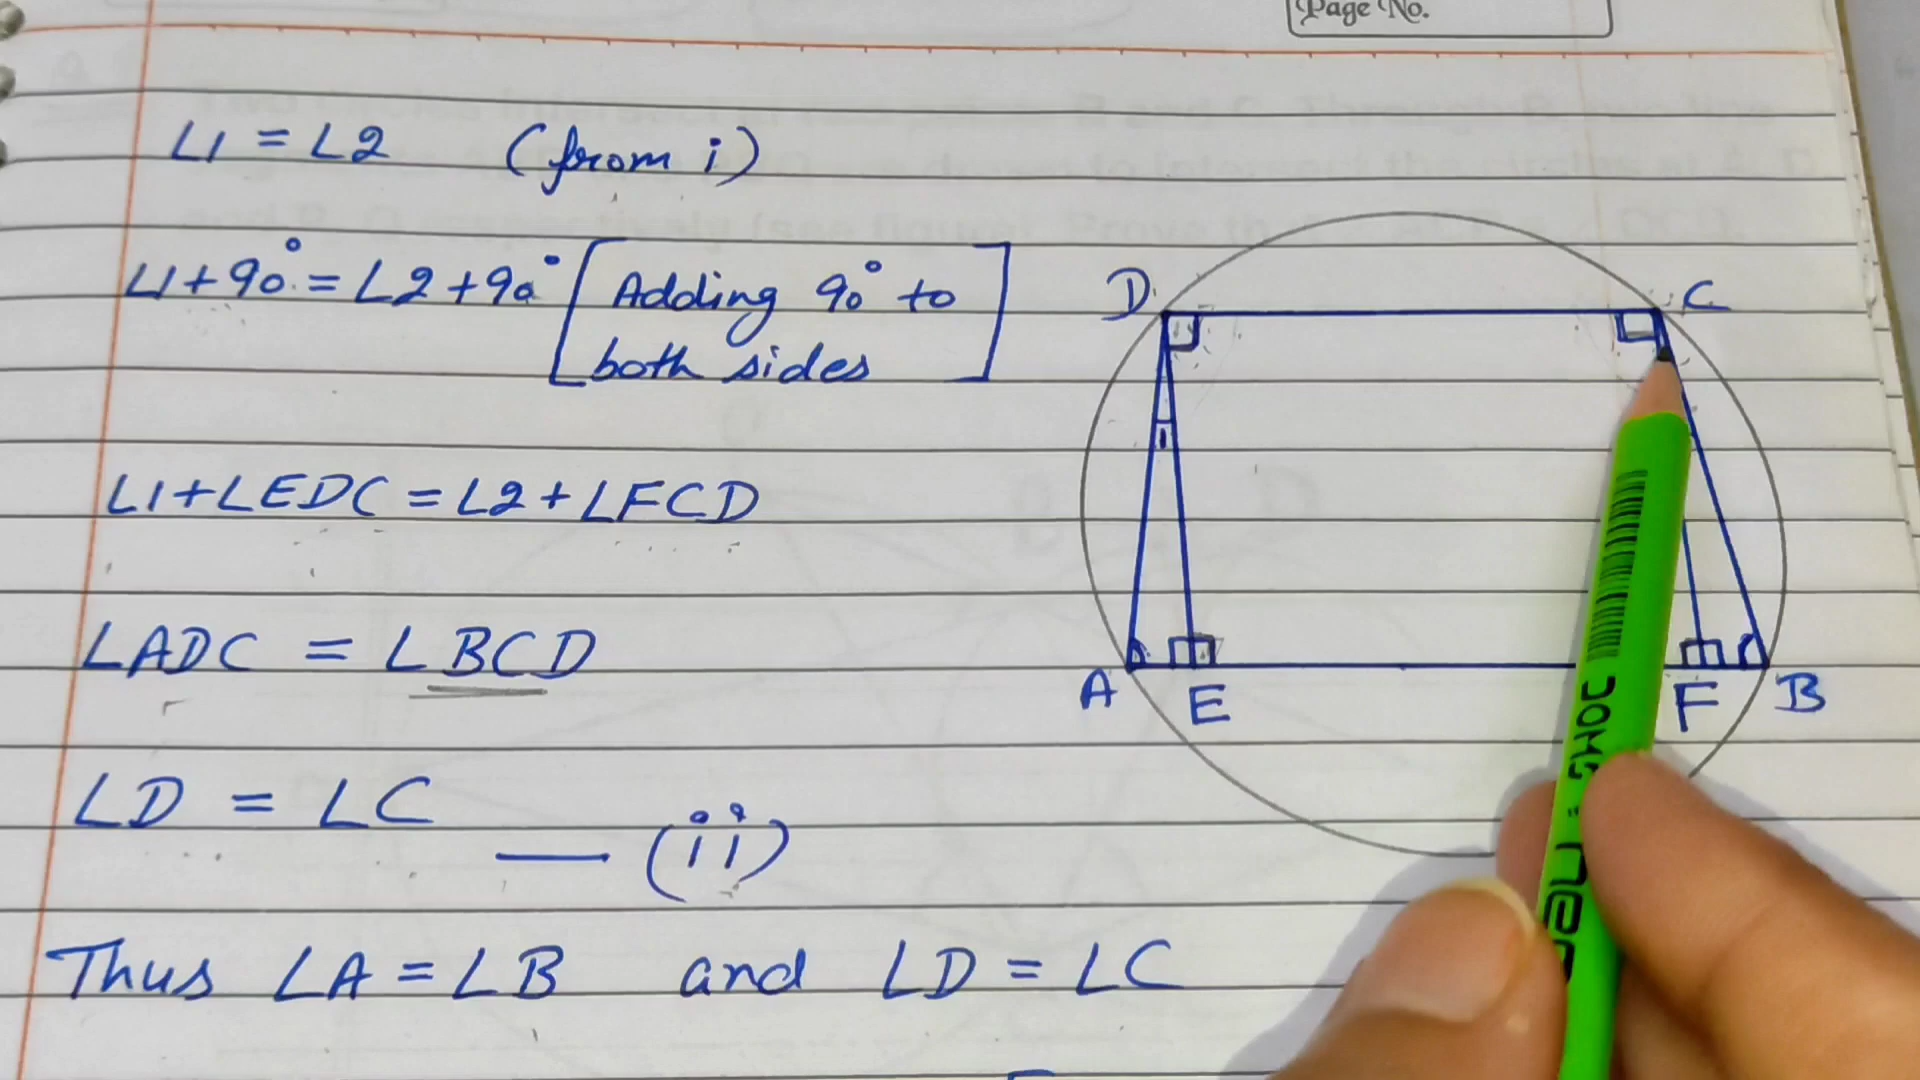 Page No.
∠1 = ∠2 (from i)
∠1 + 90° = ∠2 + 90° [Adding 90° to
both sides]
∠1 + ∠EDC = ∠2 + ∠FCD
∠ADC = ∠BCD
∠D = ∠C
— (ii)
Thus ∠A = ∠B and ∠D = ∠C
D C
1
A E F B
DOMS